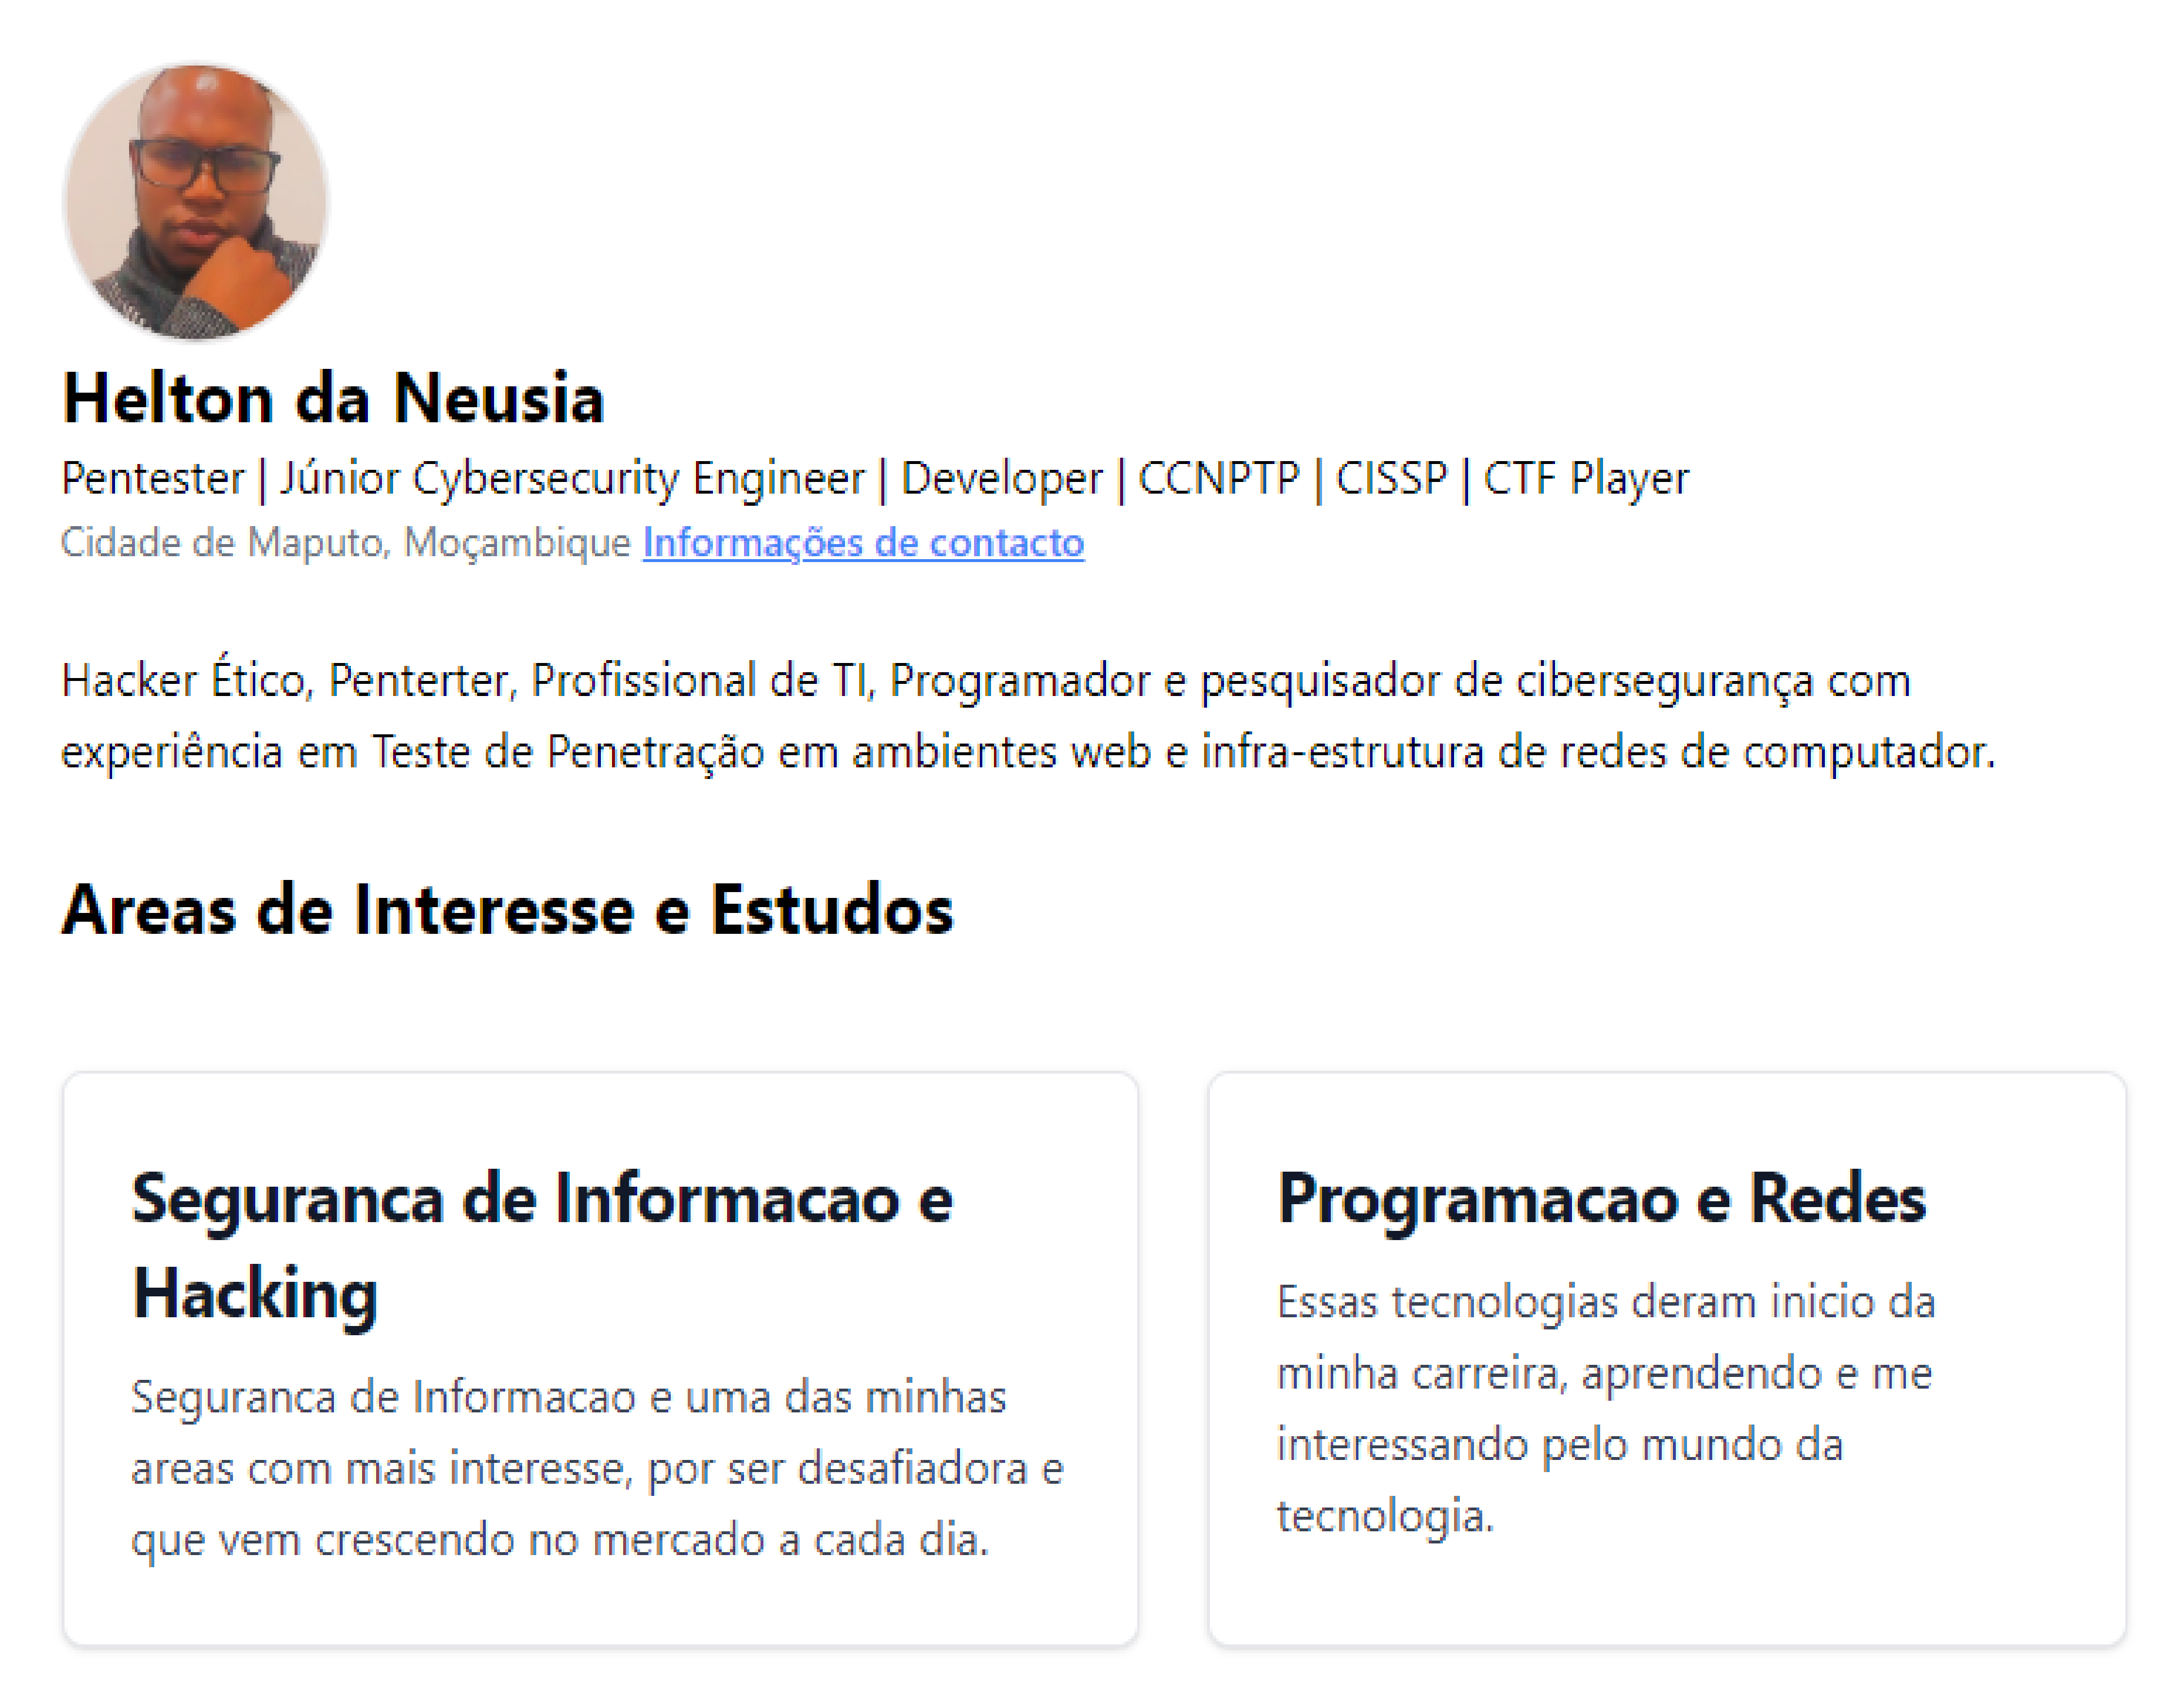 Helton da Neusia
Pentester | Júnior Cybersecurity Engineer | Developer | CCNPTP | CISSP | CTF Player
Cidade de Maputo, Moçambique Informações de contacto
Hacker Ético, Penterter, Profissional de TI, Programador e pesquisador de cibersegurança com
experiência em Teste de Penetração em ambientes web e infra-estrutura de redes de computador.
Areas de Interesse e Estudos
Seguranca de Informacao e
Hacking
Seguranca de Informacao e uma das minhas
areas com mais interesse, por ser desafiadora e
que vem crescendo no mercado a cada dia.
Programacao e Redes
Essas tecnologias deram inicio da
minha carreira, aprendendo e me
interessando pelo mundo da
tecnologia.